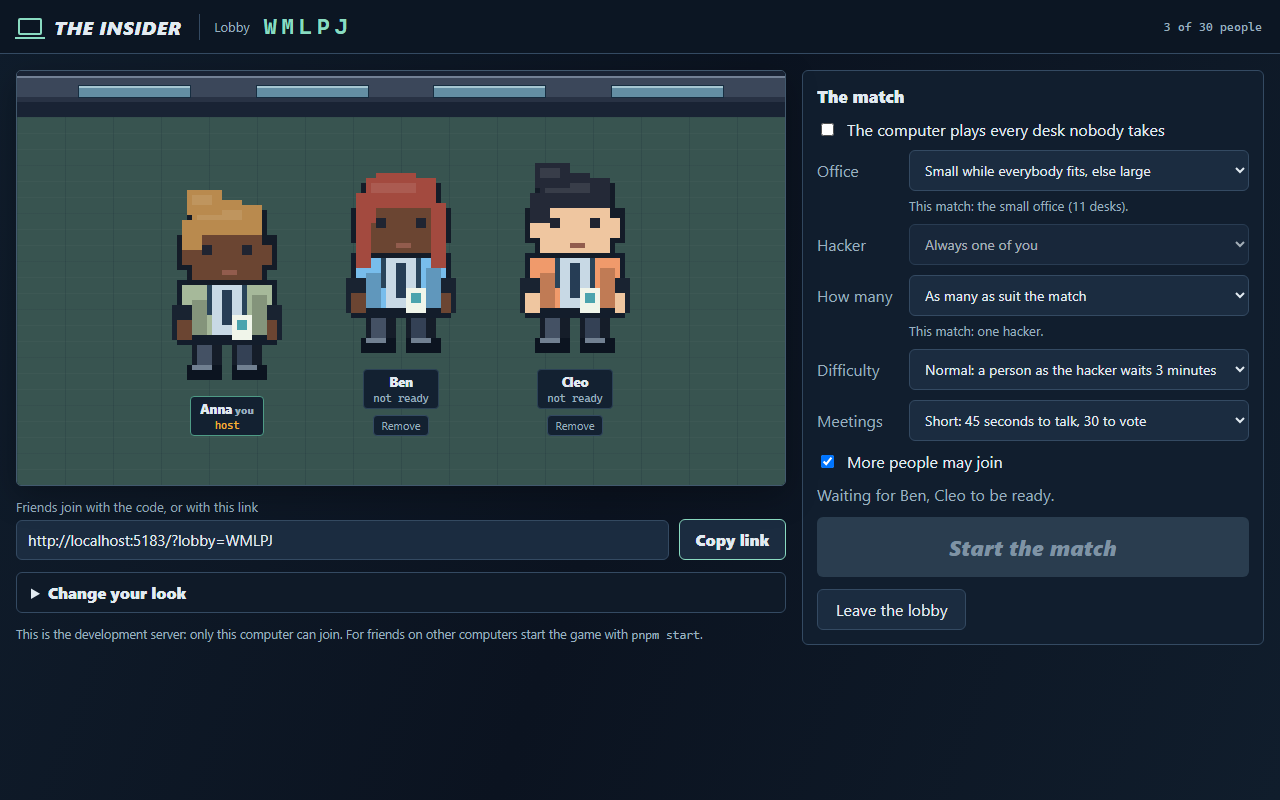 THE INSIDER
Lobby WMLPJ
3 of 30 people
Anna you
host
Ben
not ready
Remove
Cleo
not ready
Remove
Friends join with the code, or with this link
http://localhost:5183/?lobby=WMLPJ
Copy link
Change your look
This is the development server: only this computer can join. For friends on other computers start the game with pnpm start.
The match
The computer plays every desk nobody takes
Office
Small while everybody fits, else large
This match: the small office (11 desks).
Hacker
Always one of you
How many
As many as suit the match
This match: one hacker.
Difficulty
Normal: a person as the hacker waits 3 minutes
Meetings
Short: 45 seconds to talk, 30 to vote
More people may join
Waiting for Ben, Cleo to be ready.
Start the match
Leave the lobby